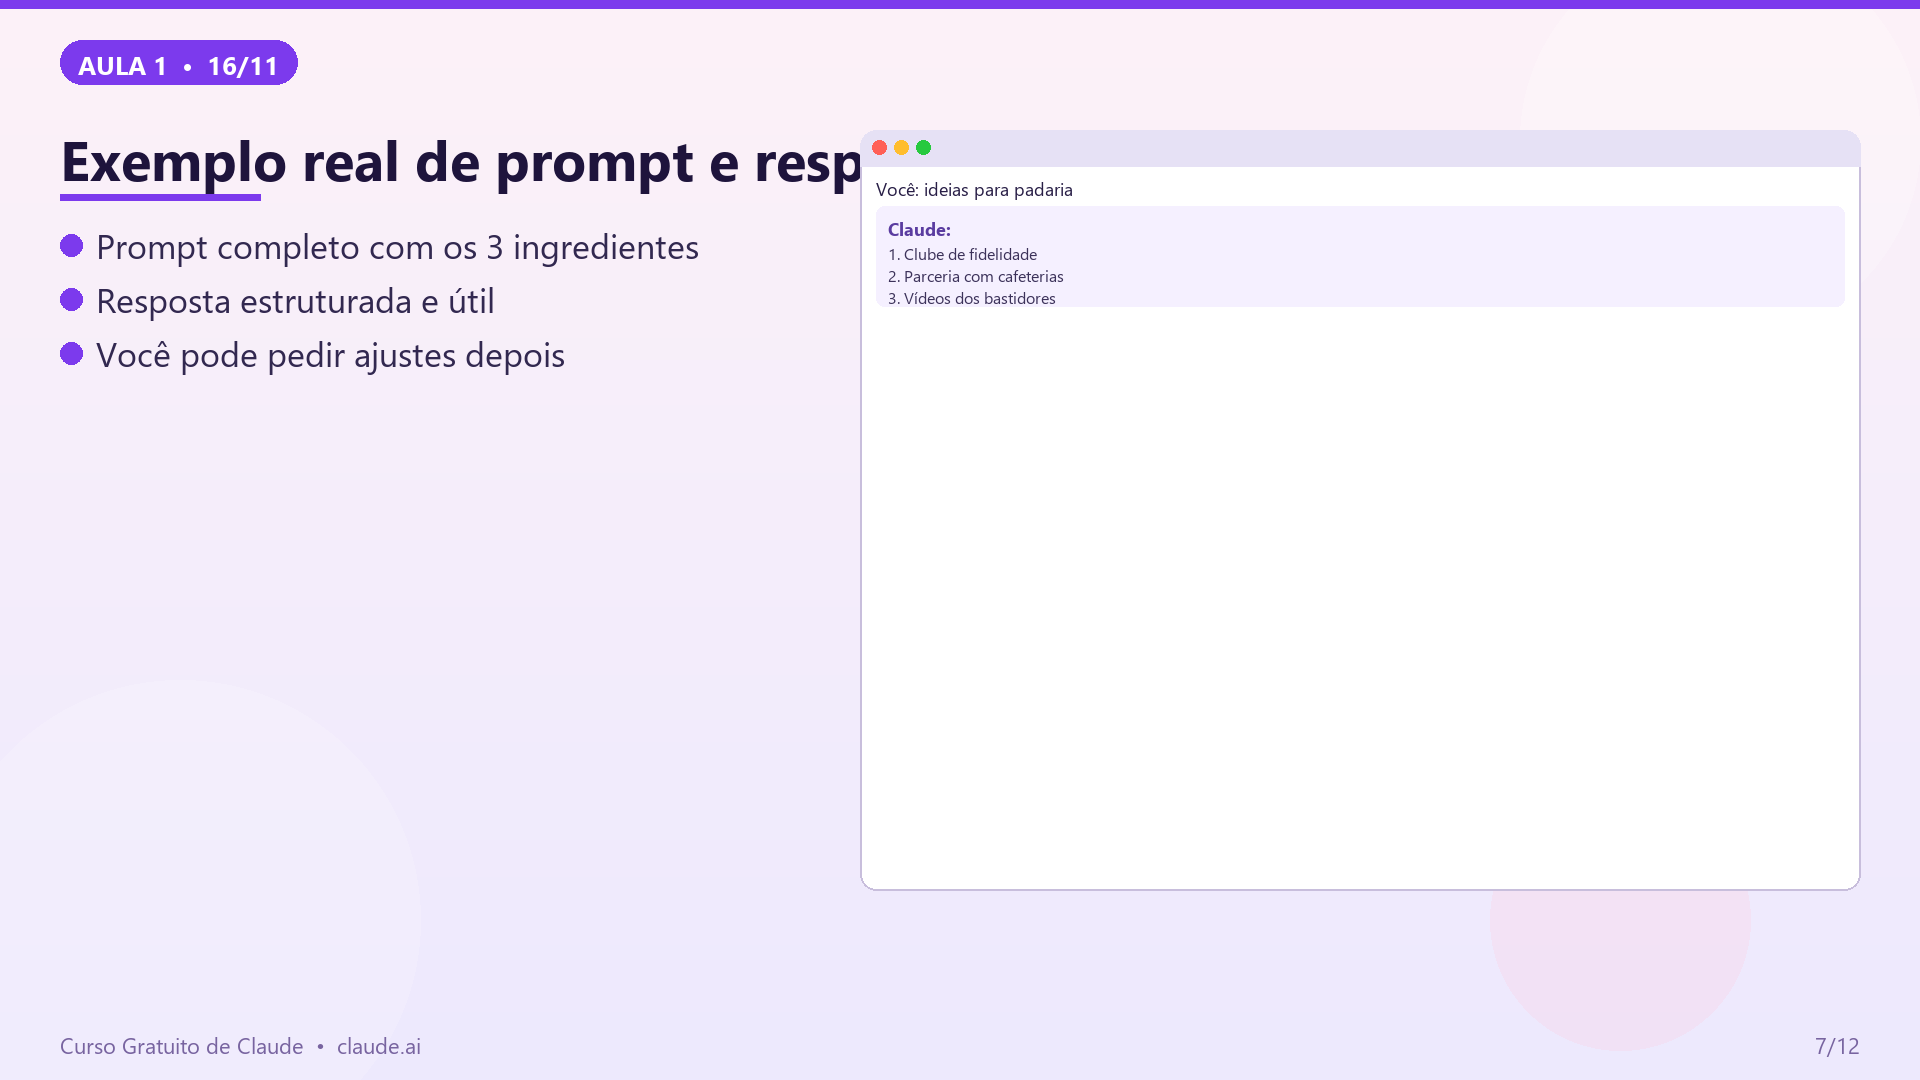 AULA 1 • 16/11
Exemplo real de prompt e resp
Prompt completo com os 3 ingredientes
Resposta estruturada e útil
Você pode pedir ajustes depois
Você: ideias para padaria
Claude:
1. Clube de fidelidade
2. Parceria com cafeterias
3. Vídeos dos bastidores
Curso Gratuito de Claude • claude.ai
7/12